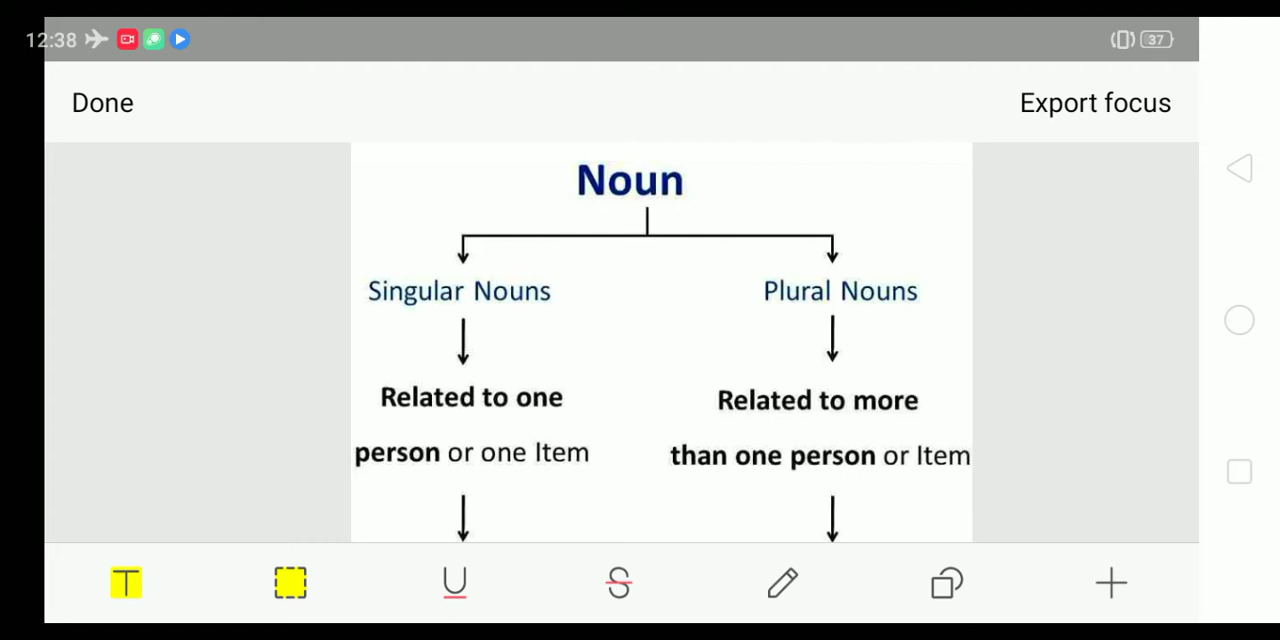 12:38
37
Done
Export focus
Noun
Singular Nouns
Plural Nouns
Related to one
person or one Item
Related to more
than one person or Item
T
U
S